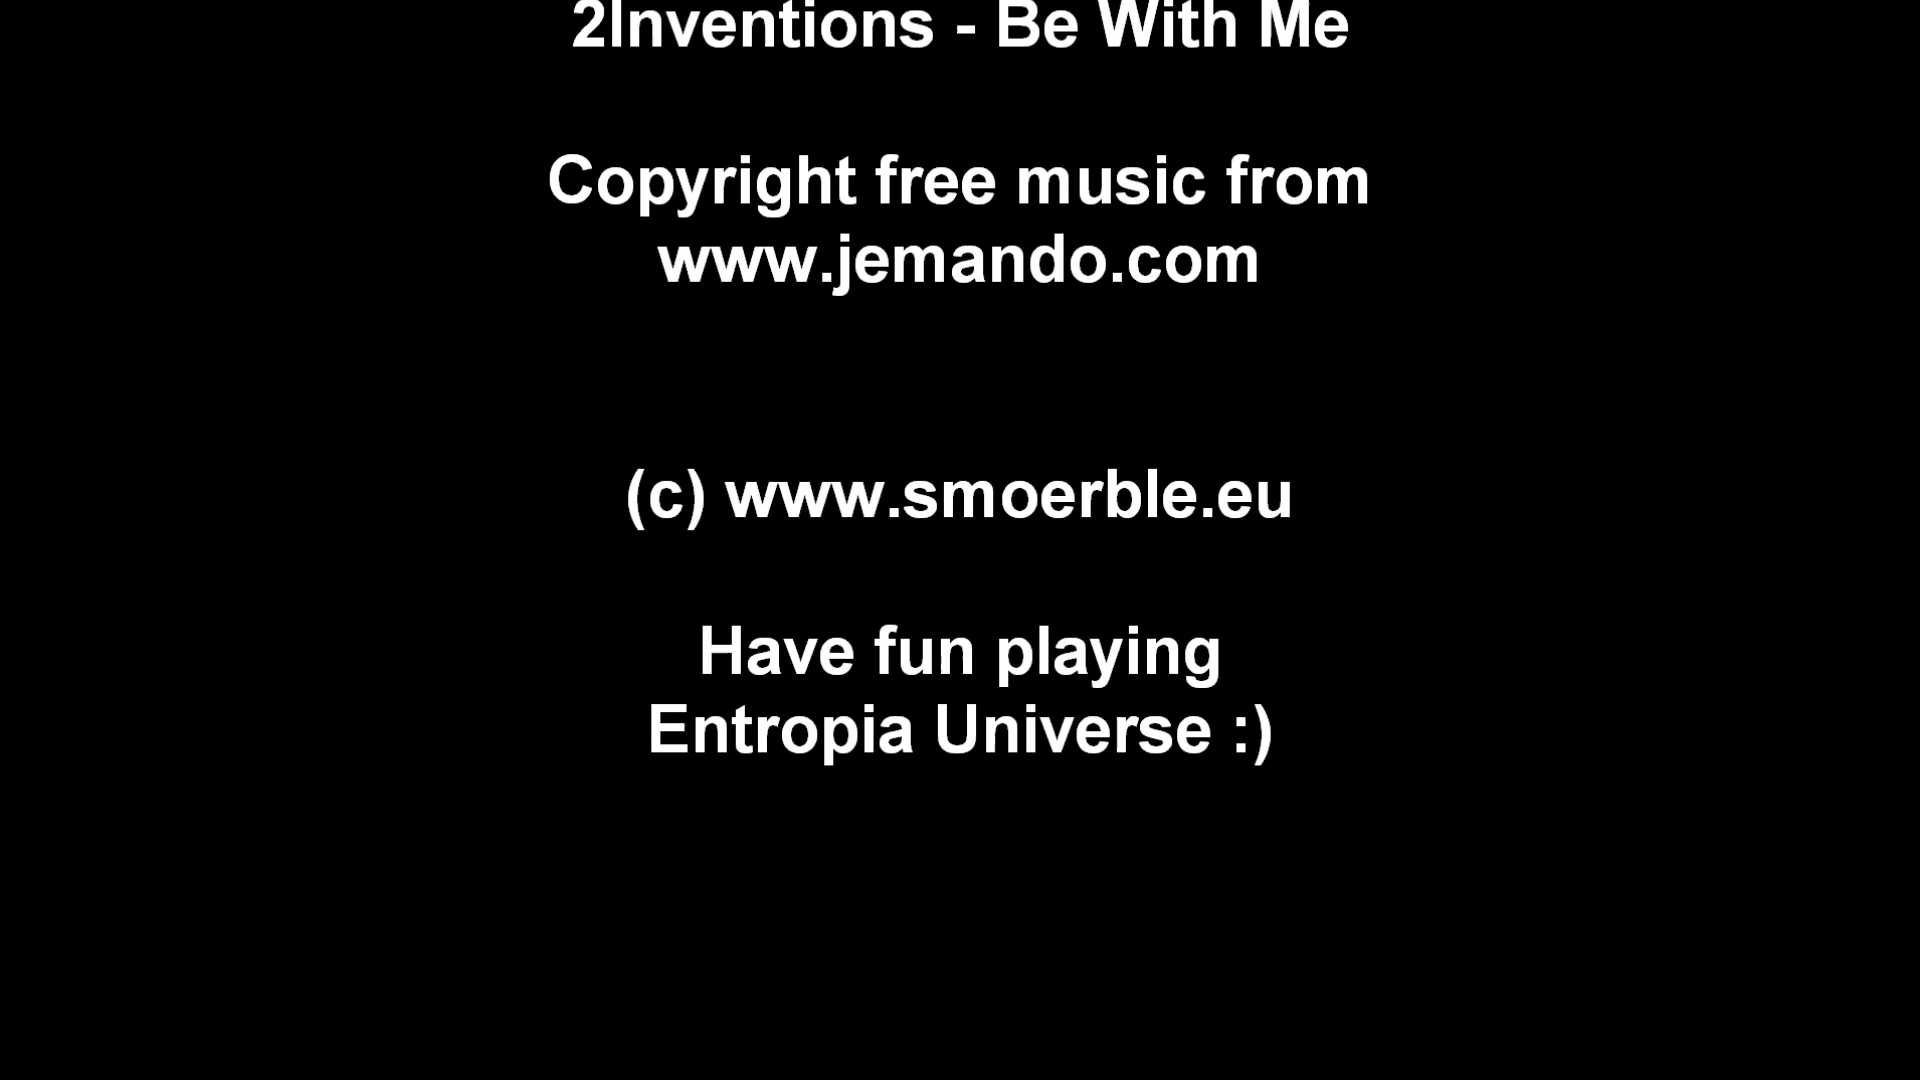 2Inventions - Be With Me
Copyright free music from
www.jemando.com
(c) www.smoerble.eu
Have fun playing
Entropia Universe :)